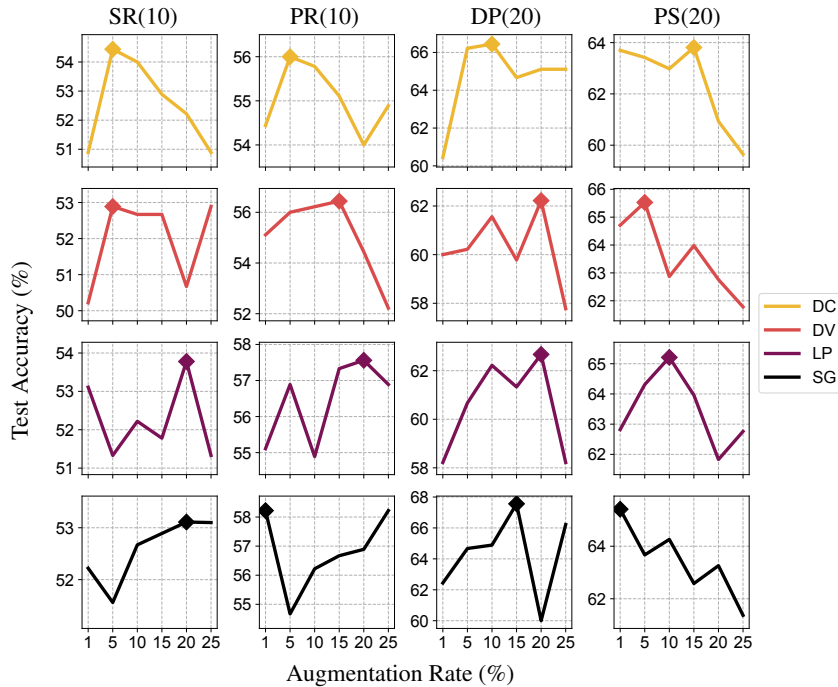 SR(10) PR(10) DP(20) PS(20)
54 53 52 51
56 55 54
66 64 62 60
64 62 60
53 52 51 50
56 54 52
62 60 58
66 65 64 63 62
54 53 52 51
58 57 56 55
62 60 58
65 64 63 62
53 52
58 57 56 55
68 66 64 62 60
64 62
1 5 10 15 20 25
1 5 10 15 20 25
1 5 10 15 20 25
1 5 10 15 20 25
Test Accuracy (%)
Augmentation Rate (%)
DC
DV
LP
SG